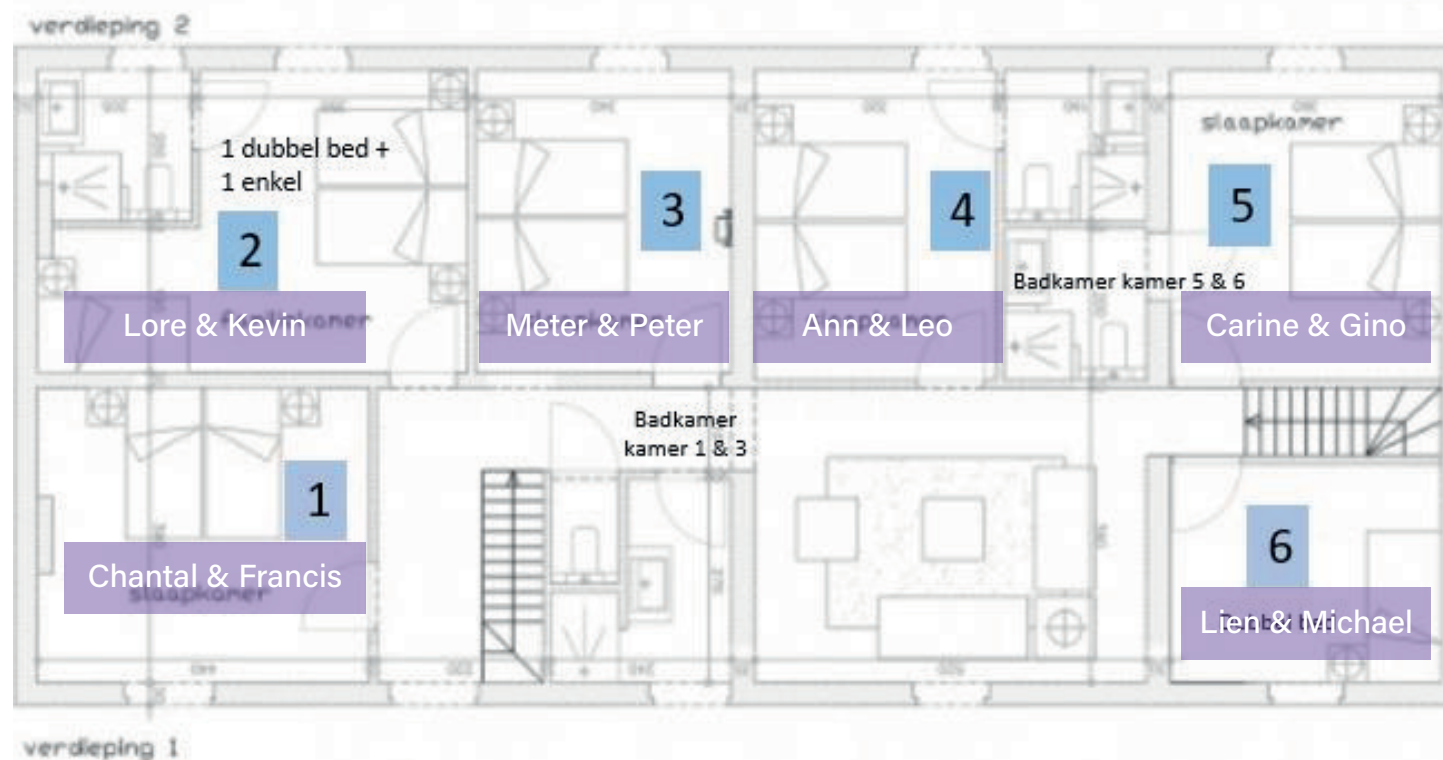 verdieping 2
slaapkamer
1 dubbel bed +
1 enkel
2
3
4
5
Badkamer kamer 5 & 6
Lore & Kevin
Meter & Peter
Ann & Leo
Carine & Gino
Badkamer
kamer 1 & 3
1
Chantal & Francis
slaapkamer
6
Lien & Michael
verdieping 1